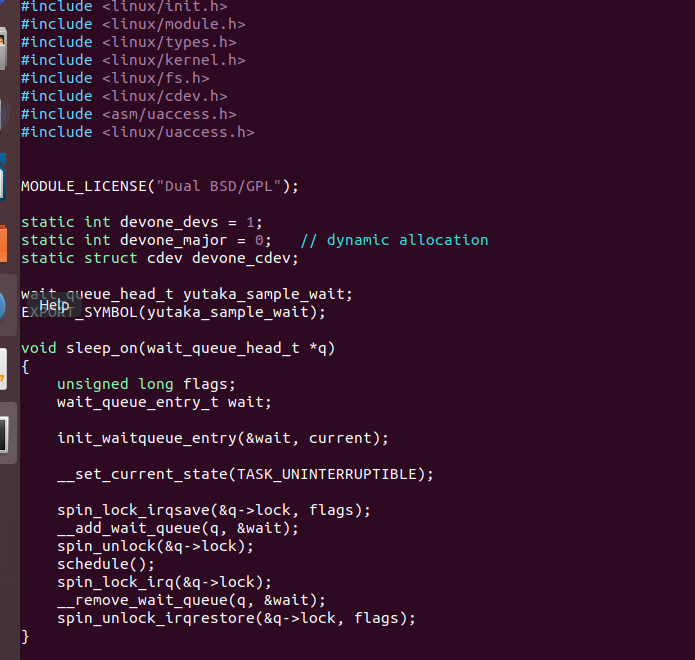 #include <linux/init.h>
#include <linux/module.h>
#include <linux/types.h>
#include <linux/kernel.h>
#include <linux/fs.h>
#include <linux/cdev.h>
#include <asm/uaccess.h>
#include <linux/uaccess.h>
MODULE_LICENSE("Dual BSD/GPL");
static int devone_devs = 1;
static int devone_major = 0;   // dynamic allocation
static struct cdev devone_cdev;
wait_queue_head_t yutaka_sample_wait;
Help
EXPORT_SYMBOL(yutaka_sample_wait);
void sleep_on(wait_queue_head_t *q)
{
    unsigned long flags;
    wait_queue_entry_t wait;
    init_waitqueue_entry(&wait, current);
    __set_current_state(TASK_UNINTERRUPTIBLE);
    spin_lock_irqsave(&q->lock, flags);
    __add_wait_queue(q, &wait);
    spin_unlock(&q->lock);
    schedule();
    spin_lock_irq(&q->lock);
    __remove_wait_queue(q, &wait);
    spin_unlock_irqrestore(&q->lock, flags);
}